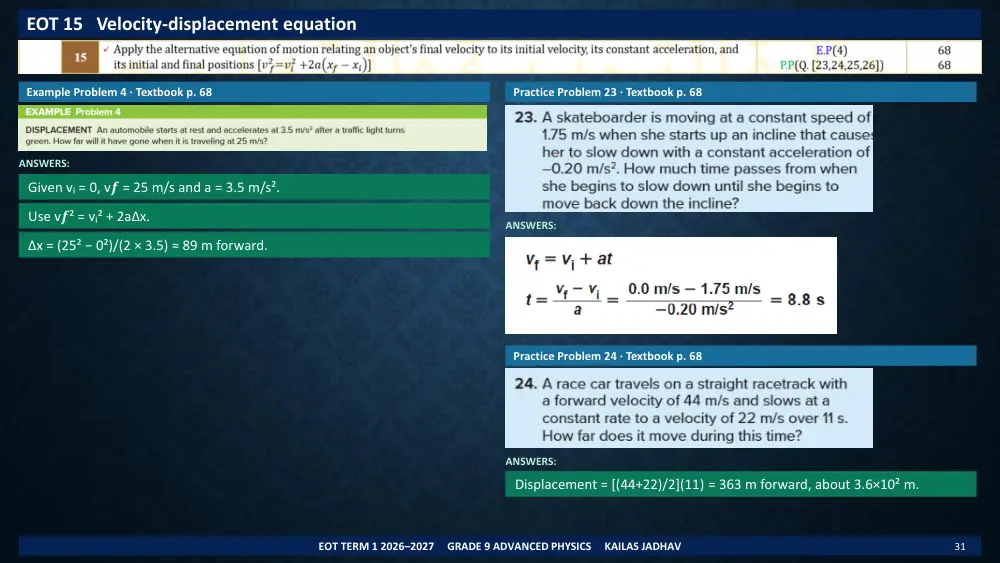 EOT 15 Velocity-displacement equation
15 ✓ Apply the alternative equation of motion relating an object's final velocity to its initial velocity, its constant acceleration, and
its initial and final positions [v_f²=v_i² +2a(x_f − x_i)]
E.P(4) 68
P.P(Q. [23,24,25,26]) 68
Example Problem 4 · Textbook p. 68
EXAMPLE Problem 4
DISPLACEMENT An automobile starts at rest and accelerates at 3.5 m/s² after a traffic light turns
green. How far will it have gone when it is traveling at 25 m/s?
ANSWERS:
Given vᵢ = 0, v𝒇 = 25 m/s and a = 3.5 m/s².
Use v𝒇² = vᵢ² + 2aΔx.
Δx = (25² − 0²)/(2 × 3.5) ≈ 89 m forward.
Practice Problem 23 · Textbook p. 68
23. A skateboarder is moving at a constant speed of
1.75 m/s when she starts up an incline that causes
her to slow down with a constant acceleration of
−0.20 m/s². How much time passes from when
she begins to slow down until she begins to
move back down the incline?
ANSWERS:
v_f = v_i + at
t = (v_f − v_i)/a = (0.0 m/s − 1.75 m/s)/(−0.20 m/s²) = 8.8 s
Practice Problem 24 · Textbook p. 68
24. A race car travels on a straight racetrack with
a forward velocity of 44 m/s and slows at a
constant rate to a velocity of 22 m/s over 11 s.
How far does it move during this time?
ANSWERS:
Displacement = [(44+22)/2](11) = 363 m forward, about 3.6×10² m.
EOT TERM 1 2026–2027 GRADE 9 ADVANCED PHYSICS KAILAS JADHAV
31